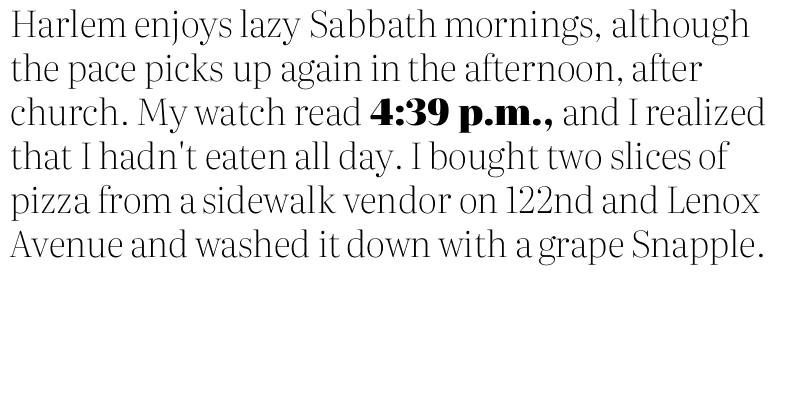 Harlem enjoys lazy Sabbath mornings, although
the pace picks up again in the afternoon, after
church. My watch read 4:39 p.m., and I realized
that I hadn't eaten all day. I bought two slices of
pizza from a sidewalk vendor on 122nd and Lenox
Avenue and washed it down with a grape Snapple.